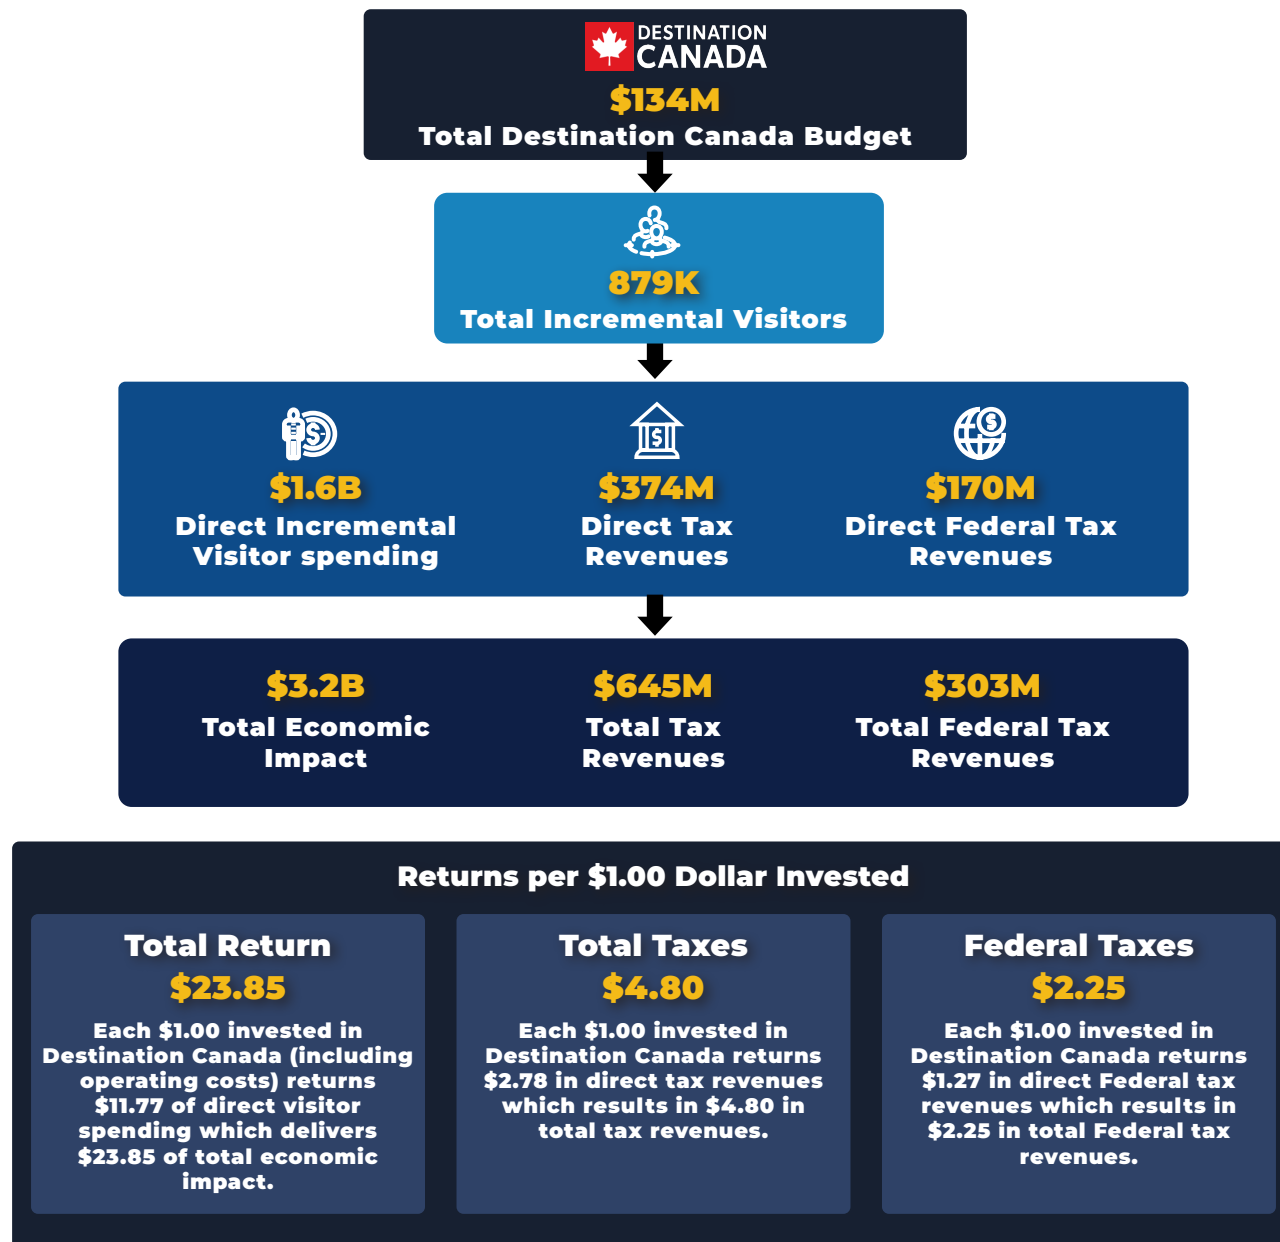 DESTINATION
CANADA
$134M
Total Destination Canada Budget
879K
Total Incremental Visitors
$1.6B
Direct Incremental
Visitor spending
$374M
Direct Tax
Revenues
$170M
Direct Federal Tax
Revenues
$3.2B
Total Economic
Impact
$645M
Total Tax
Revenues
$303M
Total Federal Tax
Revenues
Returns per $1.00 Dollar Invested
Total Return
$23.85
Each $1.00 invested in
Destination Canada (including
operating costs) returns
$11.77 of direct visitor
spending which delivers
$23.85 of total economic
impact.
Total Taxes
$4.80
Each $1.00 invested in
Destination Canada returns
$2.78 in direct tax revenues
which results in $4.80 in
total tax revenues.
Federal Taxes
$2.25
Each $1.00 invested in
Destination Canada returns
$1.27 in direct Federal tax
revenues which results in
$2.25 in total Federal tax
revenues.